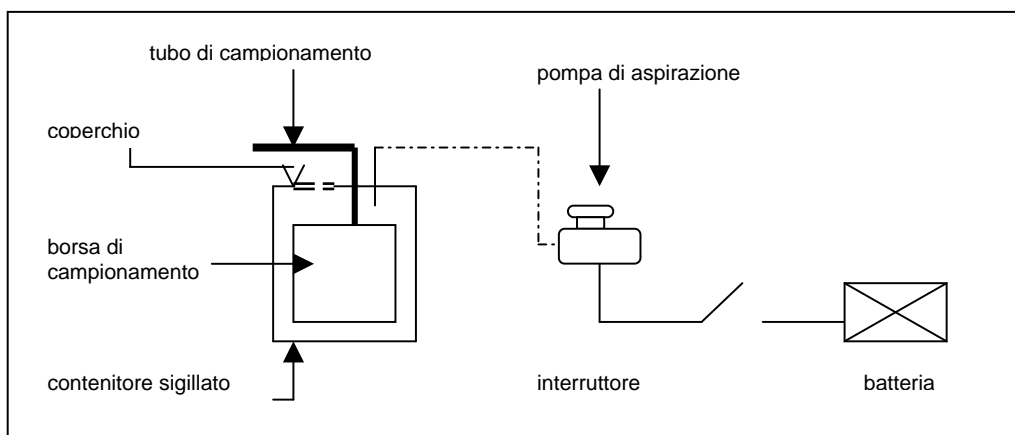 tubo di campionamento
pompa di aspirazione
coperchio
borsa di
campionamento
contenitore sigillato
interruttore
batteria